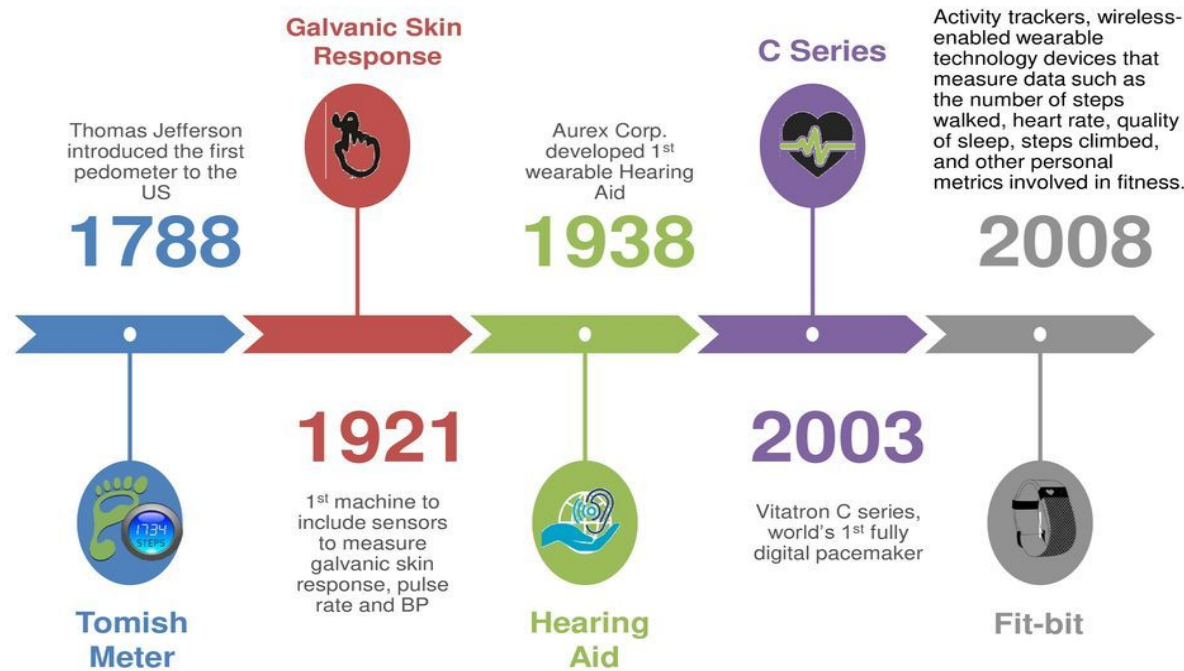 Thomas Jefferson
introduced the first
pedometer to the
US
1788
1734
STEPS
Tomish
Meter
Galvanic Skin
Response
1921
1st machine to
include sensors
to measure
galvanic skin
response, pulse
rate and BP
Aurex Corp.
developed 1st
wearable Hearing
Aid
1938
Hearing
Aid
C Series
2003
Vitatron C series,
world's 1st fully
digital pacemaker
Activity trackers, wireless-
enabled wearable
technology devices that
measure data such as
the number of steps
walked, heart rate, quality
of sleep, steps climbed,
and other personal
metrics involved in fitness.
2008
Fit-bit